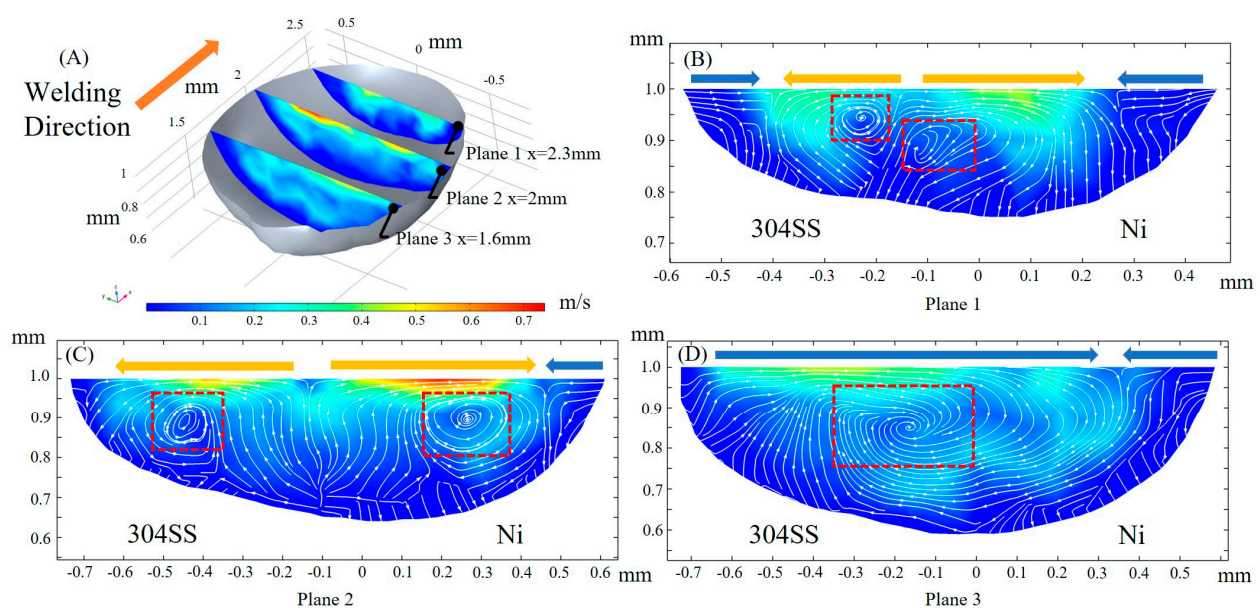 (A)
Welding
Direction
2.5
0.5
mm
0
-0.5
2
mm
1.5
1
mm
0.8
0.6
Plane 1 x=2.3mm
Plane 2 x=2mm
Plane 3 x=1.6mm
0.1 0.2 0.3 0.4 0.5 0.6 0.7 m/s
mm
(B)
1.0
0.9
0.8
0.7
304SS Ni
-0.6 -0.5 -0.4 -0.3 -0.2 -0.1 0 0.1 0.2 0.3 0.4 mm
Plane 1
mm
(C)
1.0
0.9
0.8
0.7
0.6
304SS Ni
-0.7 -0.6 -0.5 -0.4 -0.3 -0.2 -0.1 0 0.1 0.2 0.3 0.4 0.5 0.6 mm
Plane 2
mm
(D)
1.0
0.9
0.8
0.7
0.6
304SS Ni
-0.7 -0.6 -0.5 -0.4 -0.3 -0.2 -0.1 0 0.1 0.2 0.3 0.4 0.5 mm
Plane 3